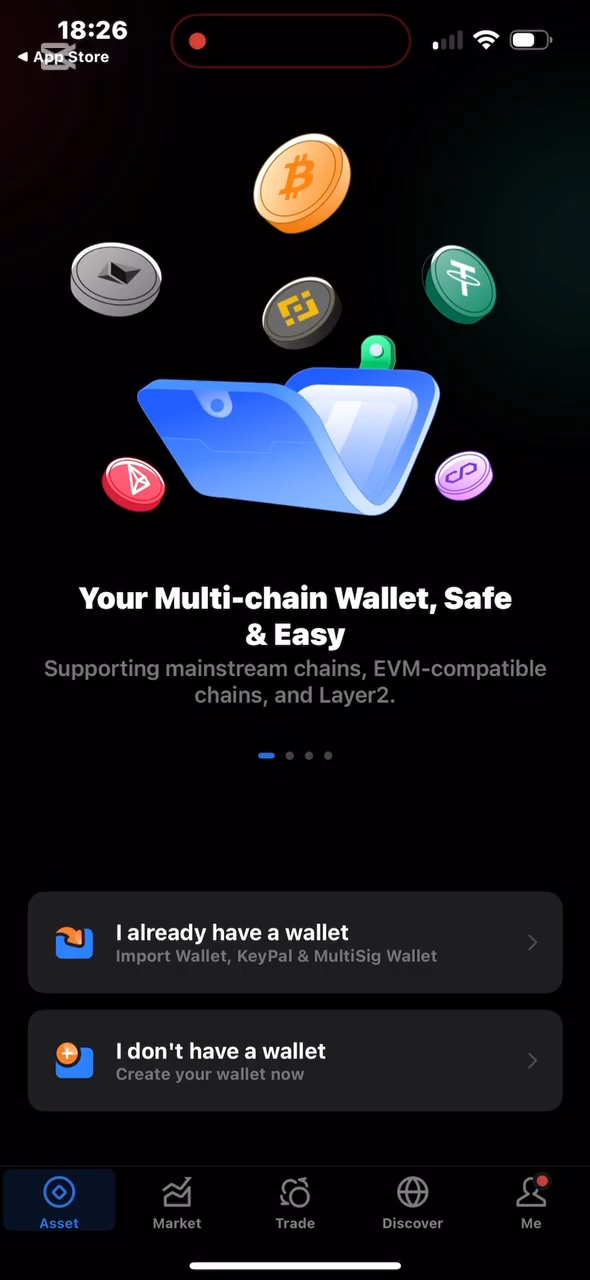 18:26
◀ App Store
Your Multi-chain Wallet, Safe
& Easy
Supporting mainstream chains, EVM-compatible
chains, and Layer2.
I already have a wallet
Import Wallet, KeyPal & MultiSig Wallet
I don't have a wallet
Create your wallet now
Asset
Market
Trade
Discover
Me